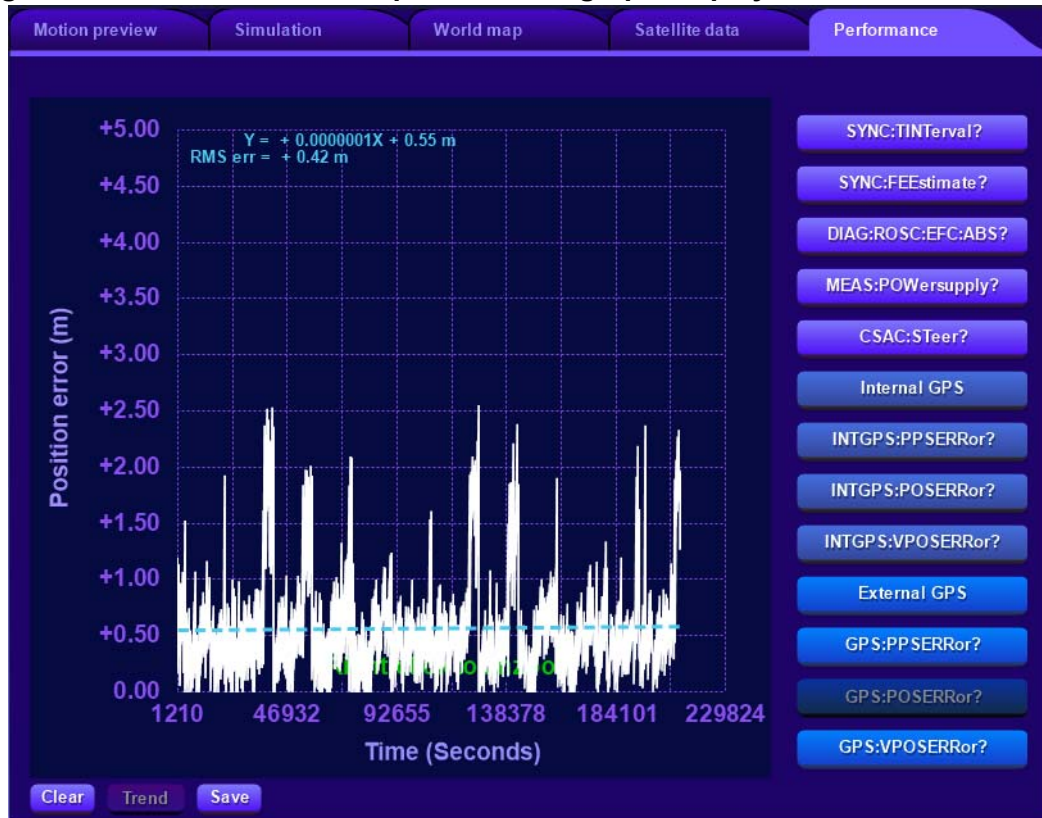 Motion preview Simulation World map Satellite data Performance
Y = + 0.0000001X + 0.55 m
RMS err = + 0.42 m
+5.00
+4.50
+4.00
+3.50
+3.00
+2.50
+2.00
+1.50
+1.00
+0.50
0.00
Position error (m)
1210 46932 92655 138378 184101 229824
Time (Seconds)
SYNC:TINTerval?
SYNC:FEEstimate?
DIAG:ROSC:EFC:ABS?
MEAS:POWersupply?
CSAC:STeer?
Internal GPS
INTGPS:PPSERRor?
INTGPS:POSERRor?
INTGPS:VPOSERRor?
External GPS
GPS:PPSERRor?
GPS:POSERRor?
GPS:VPOSERRor?
Clear Trend Save